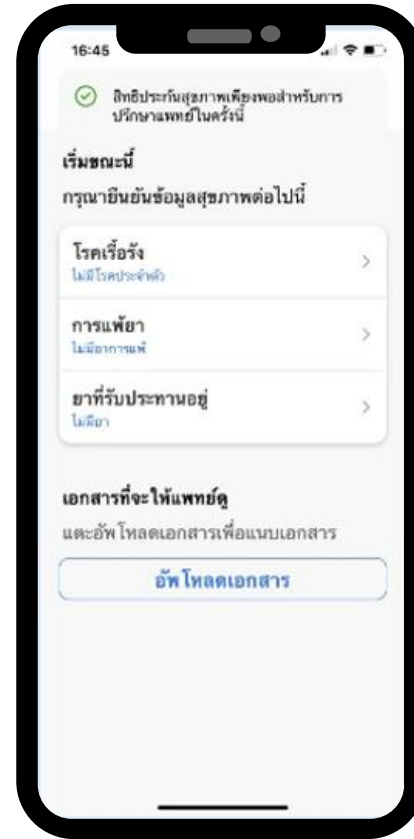 16:45
สิทธิประกันสุขภาพเพียงพอสำหรับการ
ปรึกษาแพทย์ในครั้งนี้
เริ่มขณะนี้
กรุณายืนยันข้อมูลสุขภาพต่อไปนี้
โรคเรื้อรัง
ไม่มีโรคประจำตัว
การแพ้ยา
ไม่มีอาการแพ้
ยาที่รับประทานอยู่
ไม่มียา
เอกสารที่จะให้แพทย์ดู
แตะอัพโหลดเอกสารเพื่อแนบเอกสาร
อัพโหลดเอกสาร